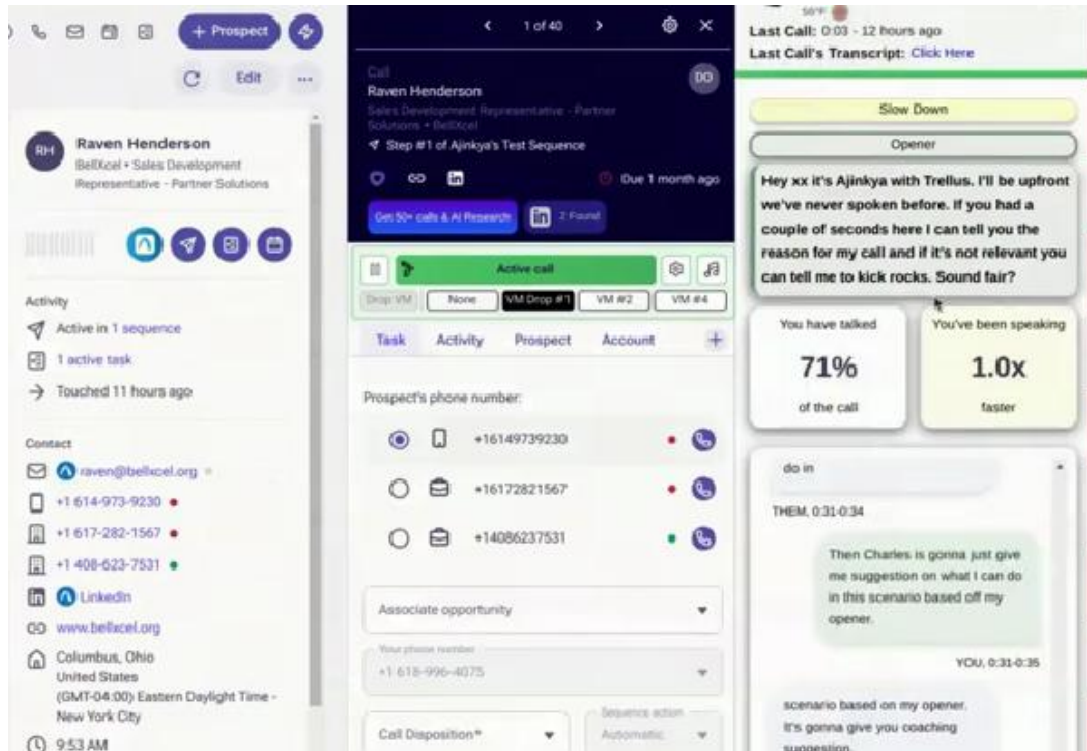 + Prospect
Edit
RH
Raven Henderson
BellXcel • Sales Development
Representative - Partner Solutions
Activity
Active in 1 sequence
1 active task
Touched 11 hours ago
Contact
raven@bellxcel.org
+1 614-973-9230
+1 617-282-1567
+1 408-623-7531
LinkedIn
www.bellxcel.org
Columbus, Ohio
United States
(GMT-04:00) Eastern Daylight Time -
New York City
9:53 AM
1 of 40
Call
Raven Henderson
DO
Sales Development Representative - Partner
Solutions • BellXcel
Step #1 of Ajinkya's Test Sequence
in
Due 1 month ago
Get 50+ calls & AI Research
in 2 Found
Active call
Drop VM
None
VM Drop #1
VM #2
VM #4
Task
Activity
Prospect
Account
+
Prospect's phone number:
+16149739230
+16172821567
+14086237531
Associate opportunity
Your phone number
+1 618-996-4075
Call Disposition*
Sequence action
Automatic
50°F
Last Call: 0:03 - 12 hours ago
Last Call's Transcript: Click Here
Slow Down
Opener
Hey xx it's Ajinkya with Trellus. I'll be upfront
we've never spoken before. If you had a
couple of seconds here I can tell you the
reason for my call and if it's not relevant you
can tell me to kick rocks. Sound fair?
You have talked
71%
of the call
You've been speaking
1.0x
faster
do in
THEM, 0:31-0:34
Then Charles is gonna just give
me suggestion on what I can do
in this scenario based off my
opener.
YOU, 0:31-0:35
scenario based on my opener.
It's gonna give you coaching
suggestion.